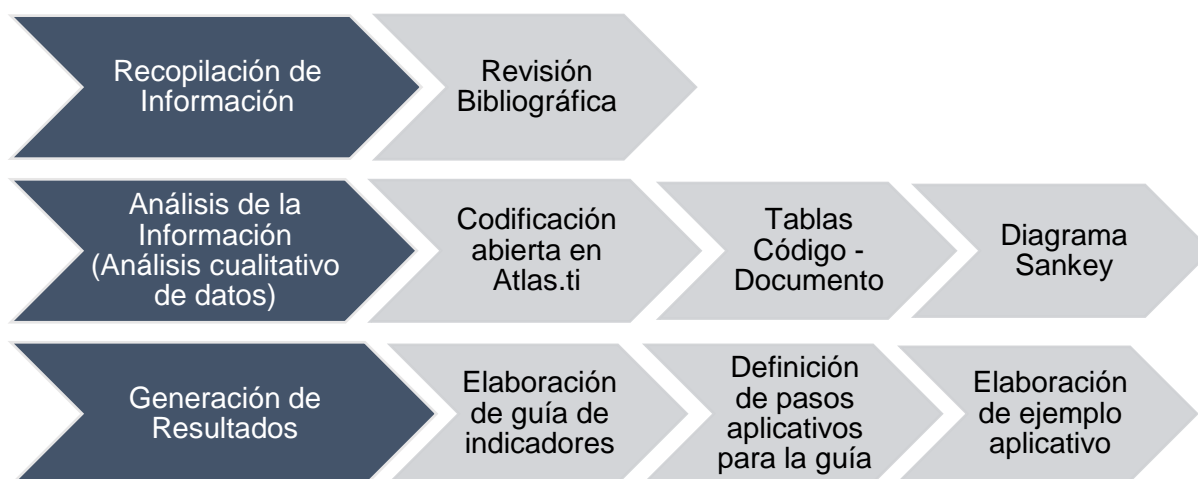 Recopilación de
Información
Revisión
Bibliográfica
Análisis de la
Información
(Análisis cualitativo
de datos)
Codificación
abierta en
Atlas.ti
Tablas
Código -
Documento
Diagrama
Sankey
Generación de
Resultados
Elaboración
de guía de
indicadores
Definición
de pasos
aplicativos
para la guía
Elaboración
de ejemplo
aplicativo